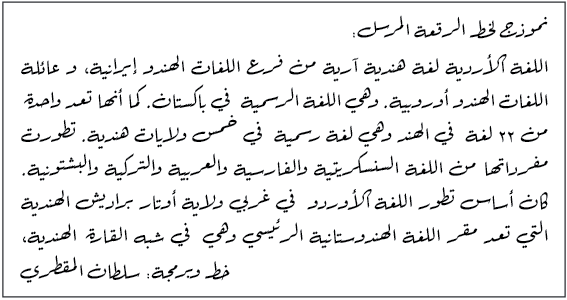 نموذج لخط الرقعة المرسل:
اللغة الأردية لغة هندية آرية من فرع اللغات الهندو إيرانية، و عائلة
اللغات الهندو أوروبية. وهي اللغة الرسمية في باكستان. كما أنها تعد واحدة
من ٢٢ لغة في الهند وهي لغة رسمية في خمس ولايات هندية. تطورت
مفرداتها من اللغة السنسكريتية والفارسية والعربية والتركية والبشتونية.
كان أساس تطور اللغة الأوردو في غربي ولاية أوتار براديش الهندية
التي تعد مقر اللغة الهندوستانية الرئيسي وهي في شبه القارة الهندية،
خط وبرمجة: سلطان المقطري